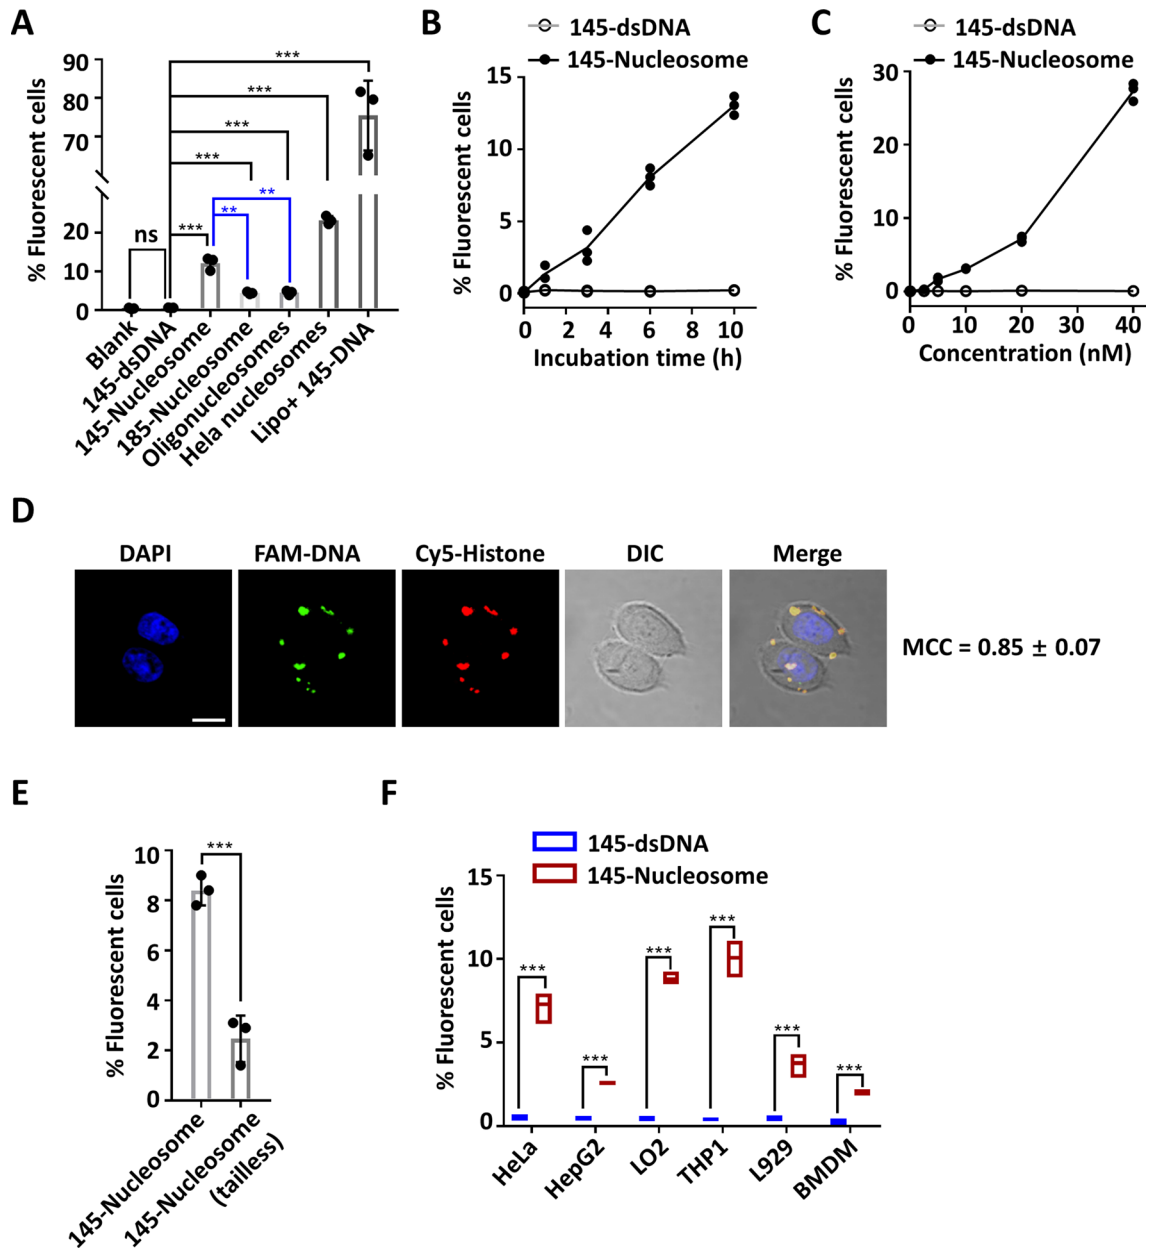 A
% Fluorescent cells
90
80
70
20
10
0
***
***
***
***
**
**
***
ns
Blank
145-dsDNA
145-Nucleosome
185-Nucleosome
Oligonucleosomes
Hela nucleosomes
Lipo+ 145-DNA
B
145-dsDNA
145-Nucleosome
% Fluorescent cells
15
10
5
0
0 2 4 6 8 10
Incubation time (h)
C
145-dsDNA
145-Nucleosome
% Fluorescent cells
30
20
10
0
0 10 20 30 40
Concentration (nM)
D
DAPI FAM-DNA Cy5-Histone DIC Merge
MCC = 0.85 ± 0.07
E
% Fluorescent cells
10
8
6
4
2
0
***
145-Nucleosome
145-Nucleosome
(tailless)
F
145-dsDNA
145-Nucleosome
% Fluorescent cells
15
10
5
0
***
***
***
***
***
***
HeLa
HepG2
LO2
THP1
L929
BMDM